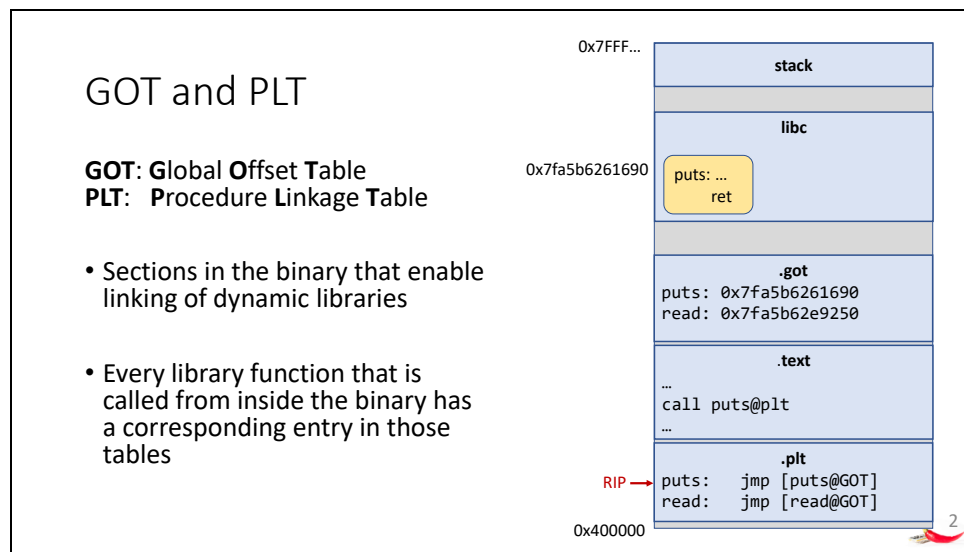 GOT and PLT
GOT: Global Offset Table
PLT: Procedure Linkage Table
• Sections in the binary that enable
linking of dynamic libraries
• Every library function that is
called from inside the binary has
a corresponding entry in those
tables
0x7FFF...
stack
libc
0x7fa5b6261690
puts: ...
ret
.got
puts: 0x7fa5b6261690
read: 0x7fa5b62e9250
.text
…
call puts@plt
…
.plt
RIP
puts: jmp [puts@GOT]
read: jmp [read@GOT]
0x400000
2